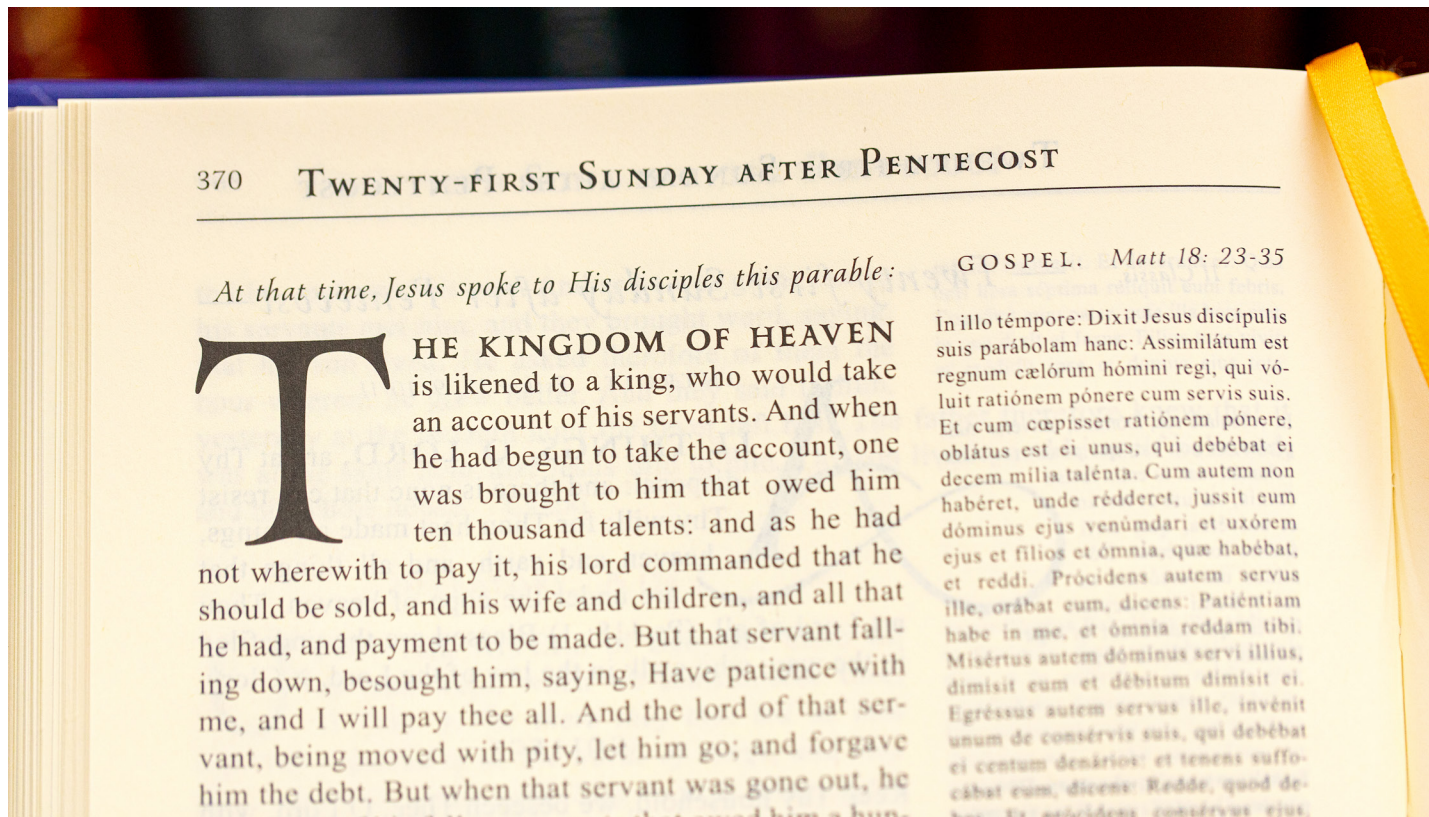 370 Twenty-first Sunday after Pentecost
At that time, Jesus spoke to His disciples this parable:
THE KINGDOM OF HEAVEN
is likened to a king, who would take
an account of his servants. And when
he had begun to take the account, one
was brought to him that owed him
ten thousand talents: and as he had
not wherewith to pay it, his lord commanded that he
should be sold, and his wife and children, and all that
he had, and payment to be made. But that servant fall-
ing down, besought him, saying, Have patience with
me, and I will pay thee all. And the lord of that ser-
vant, being moved with pity, let him go; and forgave
him the debt. But when that servant was gone out, he
GOSPEL. Matt 18: 23-35
In illo témpore: Dixit Jesus discípulis
suis parábolam hanc: Assimilátum est
regnum cælórum hómini regi, qui vó-
luit ratiónem pónere cum servis suis.
Et cum cœpísset ratiónem pónere,
oblátus est ei unus, qui debébat ei
decem mília talénta. Cum autem non
habéret, unde rédderet, jussit eum
dóminus ejus venúmdari et uxórem
ejus et fílios et ómnia, quæ habébat,
et reddi. Prócidens autem servus
ille, orábat eum, dicens: Patiéntiam
habe in me, et ómnia reddam tibi.
Misértus autem dóminus servi illíus,
dimísit eum et débitum dimísit ei.
Egréssus autem servus ille, invénit
unum de consérvis suis, qui debébat
ei centum denários: et tenens suffo-
cábat eum, dicens: Redde, quod de-